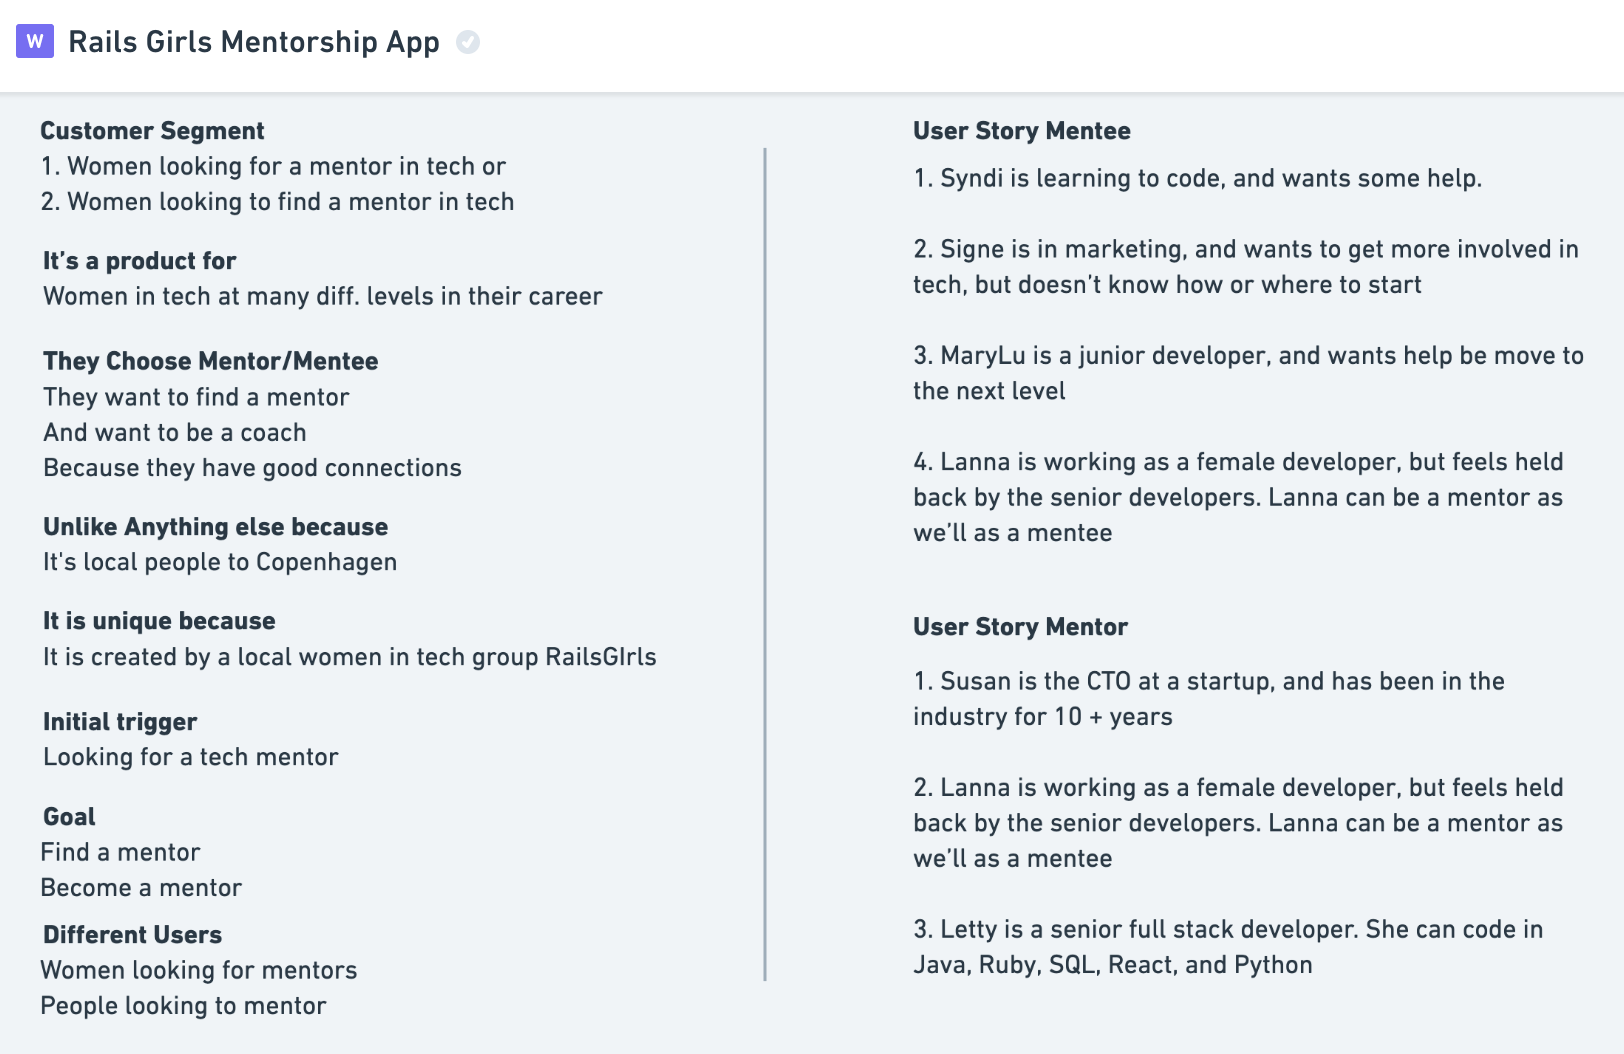 W Rails Girls Mentorship App
Customer Segment
1. Women looking for a mentor in tech or
2. Women looking to find a mentor in tech
It’s a product for
Women in tech at many diff. levels in their career
They Choose Mentor/Mentee
They want to find a mentor
And want to be a coach
Because they have good connections
Unlike Anything else because
It's local people to Copenhagen
It is unique because
It is created by a local women in tech group RailsGIrls
Initial trigger
Looking for a tech mentor
Goal
Find a mentor
Become a mentor
Different Users
Women looking for mentors
People looking to mentor
User Story Mentee
1. Syndi is learning to code, and wants some help.
2. Signe is in marketing, and wants to get more involved in
tech, but doesn’t know how or where to start
3. MaryLu is a junior developer, and wants help be move to
the next level
4. Lanna is working as a female developer, but feels held
back by the senior developers. Lanna can be a mentor as
we’ll as a mentee
User Story Mentor
1. Susan is the CTO at a startup, and has been in the
industry for 10 + years
2. Lanna is working as a female developer, but feels held
back by the senior developers. Lanna can be a mentor as
we’ll as a mentee
3. Letty is a senior full stack developer. She can code in
Java, Ruby, SQL, React, and Python